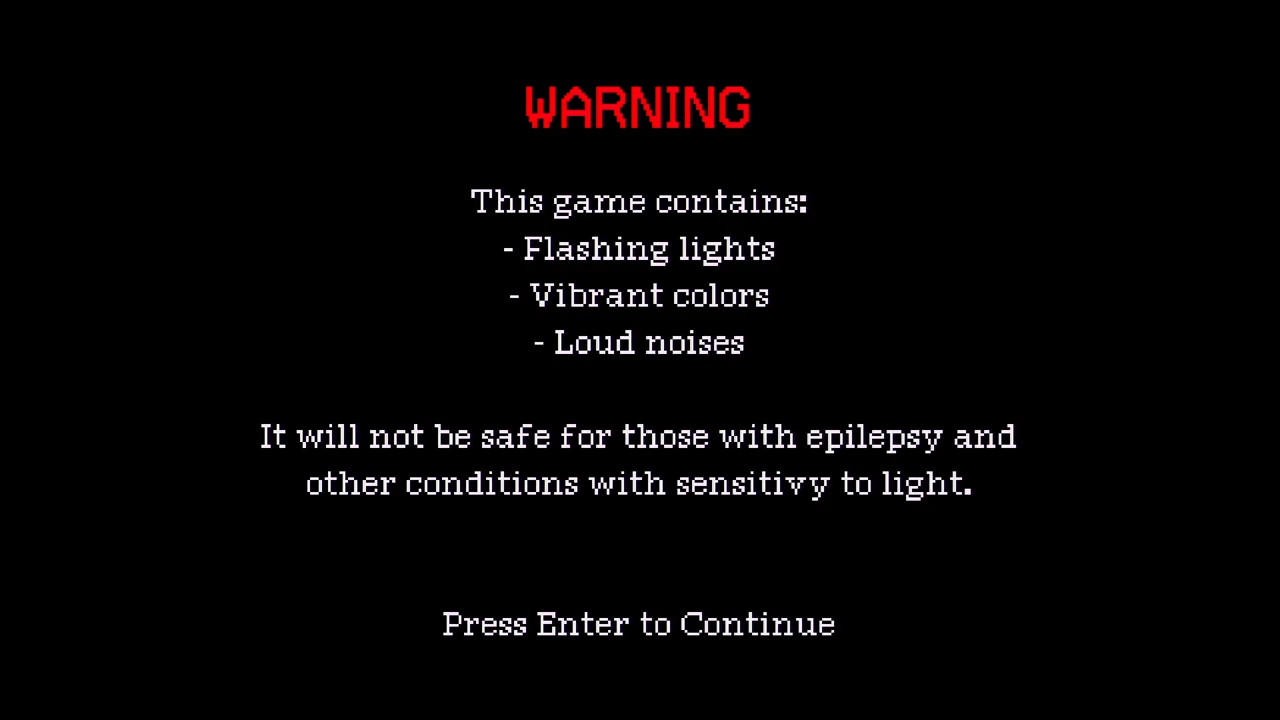 WARNING
This game contains:
- Flashing lights
- Vibrant colors
- Loud noises
It will not be safe for those with epilepsy and
other conditions with sensitivy to light.
Press Enter to Continue